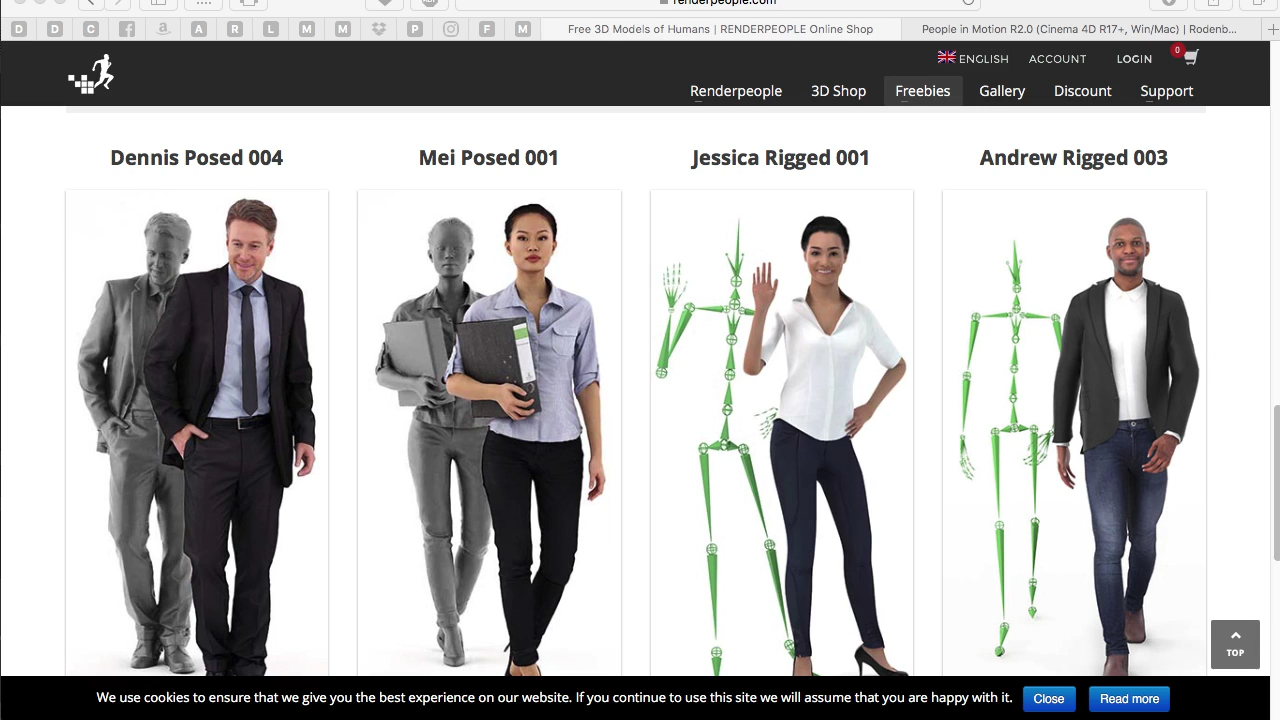 renderpeople.com
D D C A R L M M P F M
Free 3D Models of Humans | RENDERPEOPLE Online Shop
People in Motion R2.0 (Cinema 4D R17+, Win/Mac) | Rodenb...
ENGLISH ACCOUNT LOGIN 0
Renderpeople 3D Shop Freebies Gallery Discount Support
Dennis Posed 004
Mei Posed 001
Jessica Rigged 001
Andrew Rigged 003
TOP
We use cookies to ensure that we give you the best experience on our website. If you continue to use this site we will assume that you are happy with it.
Close
Read more